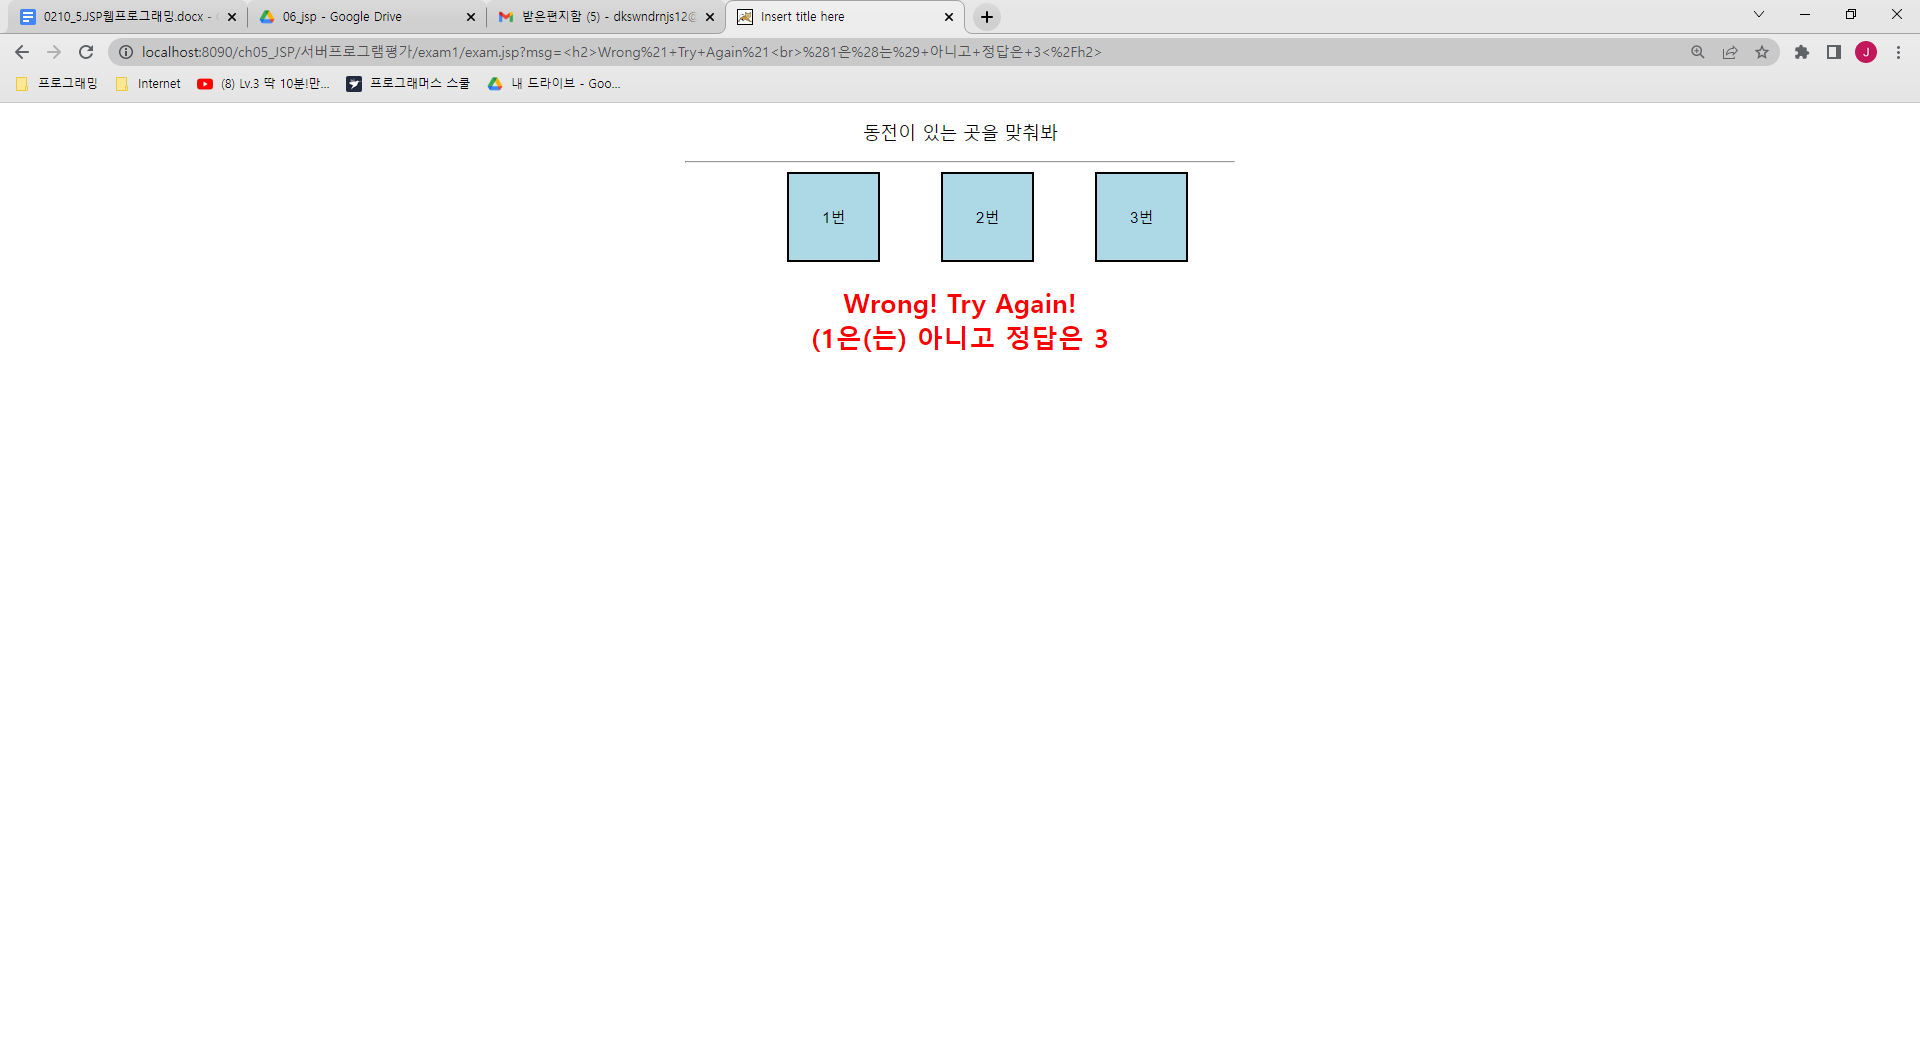 0210_5.JSP웹프로그래밍.docx -
06_jsp - Google Drive
받은편지함 (5) - dkswndrnjs12@
Insert title here
localhost:8090/ch05_JSP/서버프로그램평가/exam1/exam.jsp?msg=<h2>Wrong%21+Try+Again%21<br>%281은%28는%29+아니고+정답은+3<%2Fh2>
J
프로그래밍
Internet
(8) Lv.3 딱 10분!만...
프로그래머스 스쿨
내 드라이브 - Goo...
동전이 있는 곳을 맞춰봐
1번
2번
3번
Wrong! Try Again!
(1은(는) 아니고 정답은 3